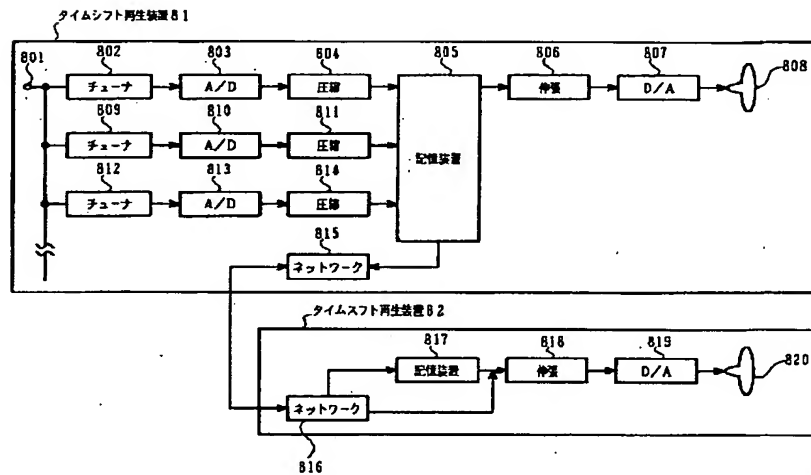 タイムシフト再生装置81
801
802
803
804
805
806
807
808
チューナ
A/D
圧縮
記憶装置
伸張
D/A
809
810
811
チューナ
A/D
圧縮
812
813
814
チューナ
A/D
圧縮
815
ネットワーク
タイムスフト再生装置82
817
818
819
820
記憶装置
伸張
D/A
ネットワーク
816